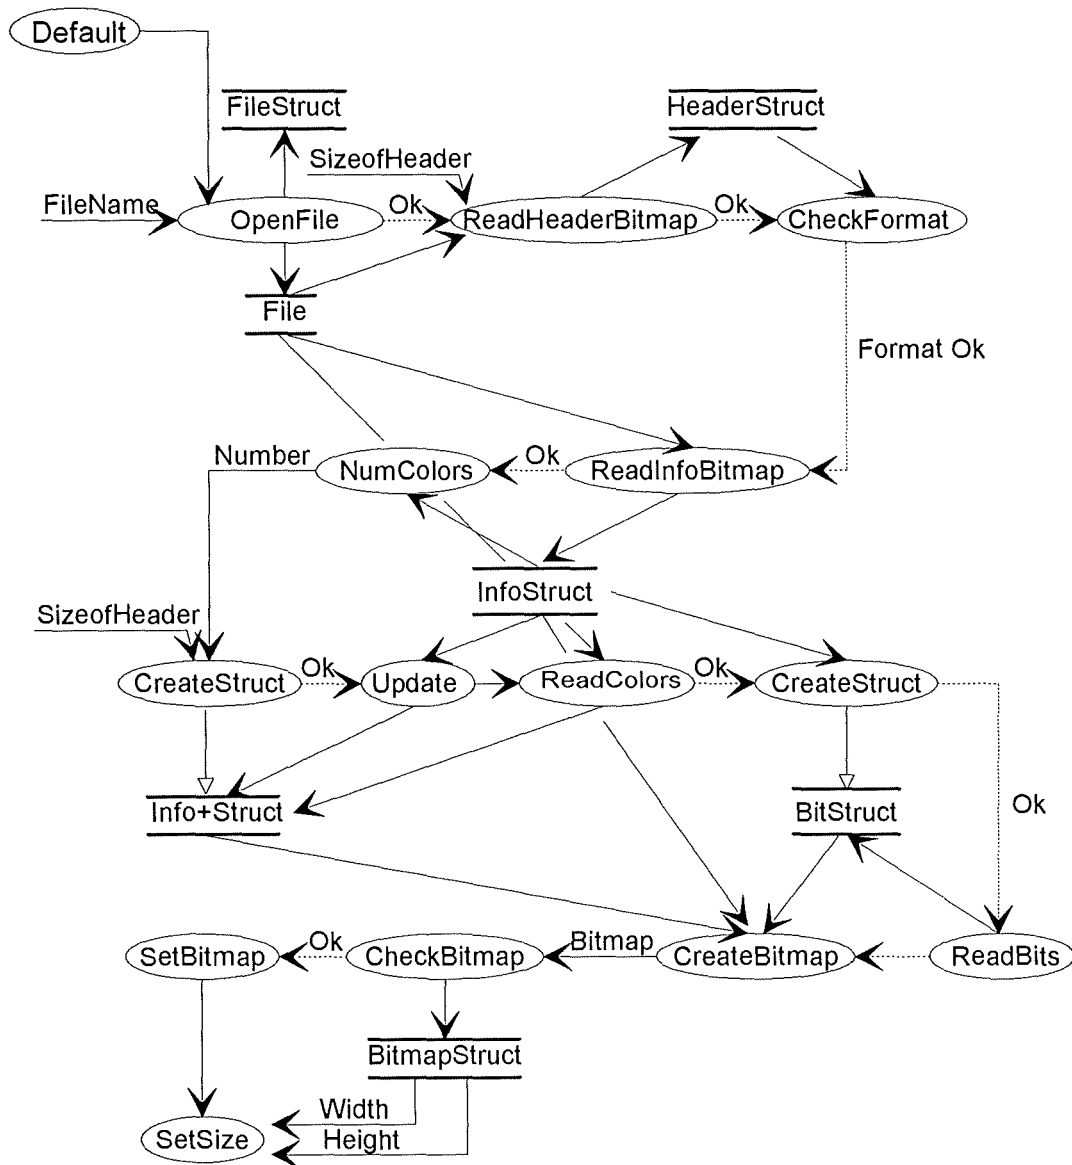 Default
FileStruct
HeaderStruct
SizeofHeader
FileName
OpenFile
Ok
ReadHeaderBitmap
Ok
CheckFormat
File
Format Ok
Number
NumColors
Ok
ReadInfoBitmap
InfoStruct
SizeofHeader
CreateStruct
Ok
Update
ReadColors
Ok
CreateStruct
Info+Struct
BitStruct
Ok
SetBitmap
Ok
CheckBitmap
Bitmap
CreateBitmap
ReadBits
BitmapStruct
Width
Height
SetSize